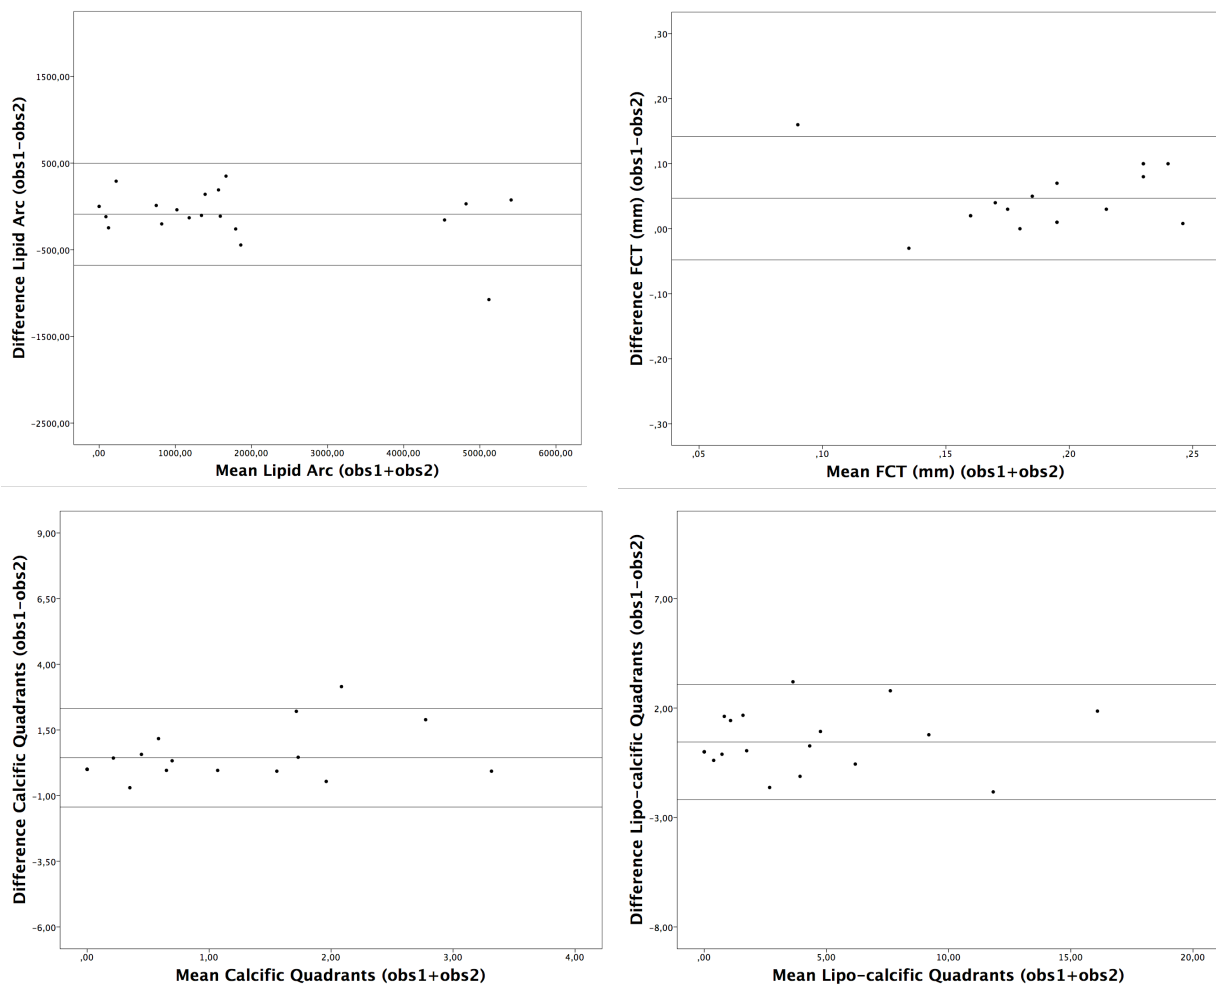 Difference Lipid Arc (obs1-obs2)
1500,00
500,00
-500,00
-1500,00
-2500,00
,00 1000,00 2000,00 3000,00 4000,00 5000,00 6000,00
Mean Lipid Arc (obs1+obs2)
Difference FCT (mm) (obs1-obs2)
,30
,20
,10
,00
-,10
-,20
-,30
,05 ,10 ,15 ,20 ,25
Mean FCT (mm) (obs1+obs2)
Difference Calcific Quadrants (obs1-obs2)
9,00
6,50
4,00
1,50
-1,00
-3,50
-6,00
,00 1,00 2,00 3,00 4,00
Mean Calcific Quadrants (obs1+obs2)
Difference Lipo-calcific Quadrants (obs1-obs2)
7,00
2,00
-3,00
-8,00
,00 5,00 10,00 15,00 20,00
Mean Lipo-calcific Quadrants (obs1+obs2)